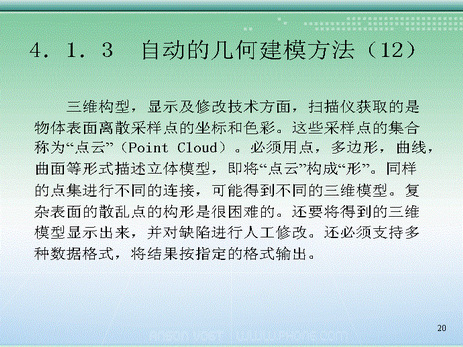 4．1．3　自动的几何建模方法（12）
三维构型，显示及修改技术方面，扫描仪获取的是
物体表面离散采样点的坐标和色彩。这些采样点的集合
称为“点云”（Point Cloud）。必须用点，多边形，曲线，
曲面等形式描述立体模型，即将“点云”构成“形”。同样
的点集进行不同的连接，可能得到不同的三维模型。复
杂表面的散乱点的构形是很困难的。还要将得到的三维
模型显示出来，并对缺陷进行人工修改。还必须支持多
种数据格式，将结果按指定的格式输出。
20